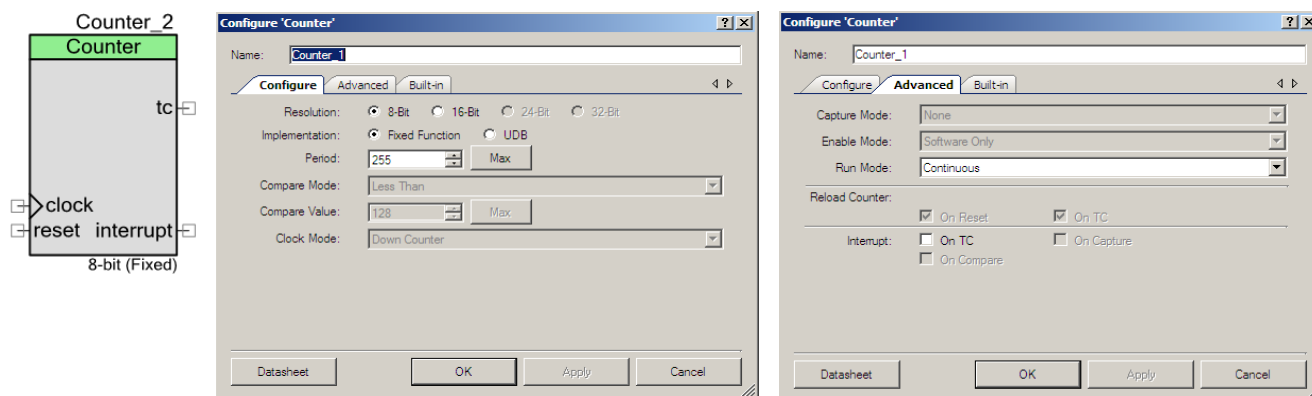 Counter_2
Counter
tc
clock
reset interrupt
8-bit (Fixed)
Configure 'Counter'
Name: Counter_1
Configure Advanced Built-in
Resolution: 8-Bit 16-Bit 24-Bit 32-Bit
Implementation: Fixed Function UDB
Period: 255 Max
Compare Mode: Less Than
Compare Value: 128 Max
Clock Mode: Down Counter
Datasheet OK Apply Cancel
Configure 'Counter'
Name: Counter_1
Configure Advanced Built-in
Capture Mode: None
Enable Mode: Software Only
Run Mode: Continuous
Reload Counter:
On Reset On TC
Interrupt: On TC On Capture
On Compare
Datasheet OK Apply Cancel